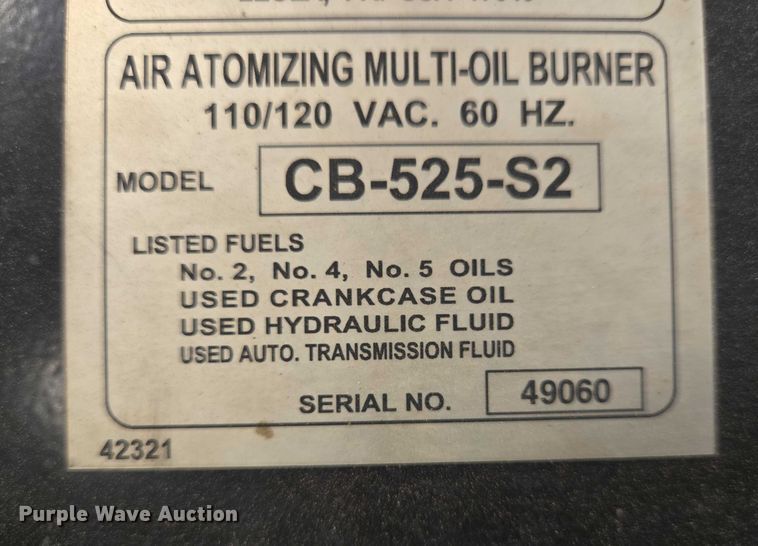 AIR ATOMIZING MULTI-OIL BURNER
110/120 VAC. 60 HZ.
MODEL CB-525-S2
LISTED FUELS
No. 2, No. 4, No. 5 OILS
USED CRANKCASE OIL
USED HYDRAULIC FLUID
USED AUTO. TRANSMISSION FLUID
SERIAL NO. 49060
42321
Purple Wave Auction